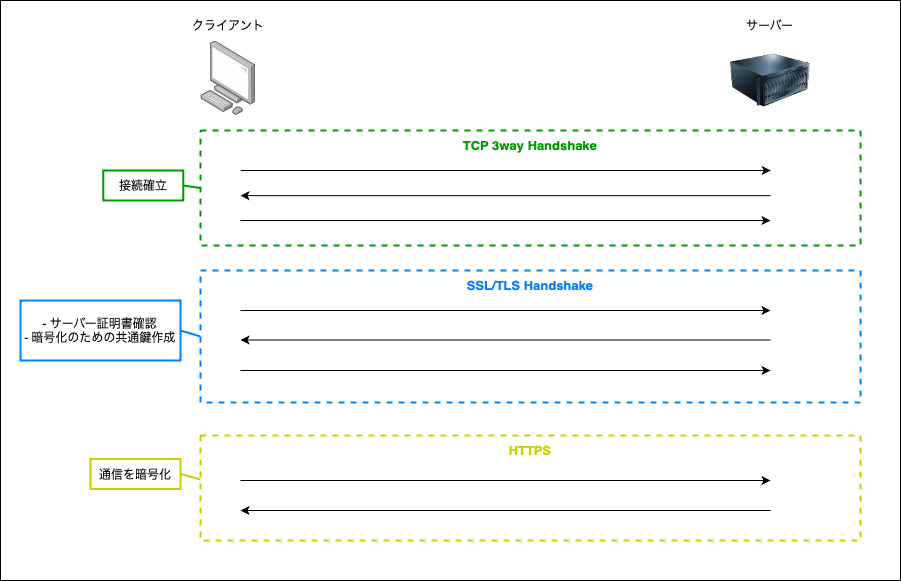 クライアント
サーバー
TCP 3way Handshake
接続確立
SSL/TLS Handshake
- サーバー証明書確認
- 暗号化のための共通鍵作成
HTTPS
通信を暗号化